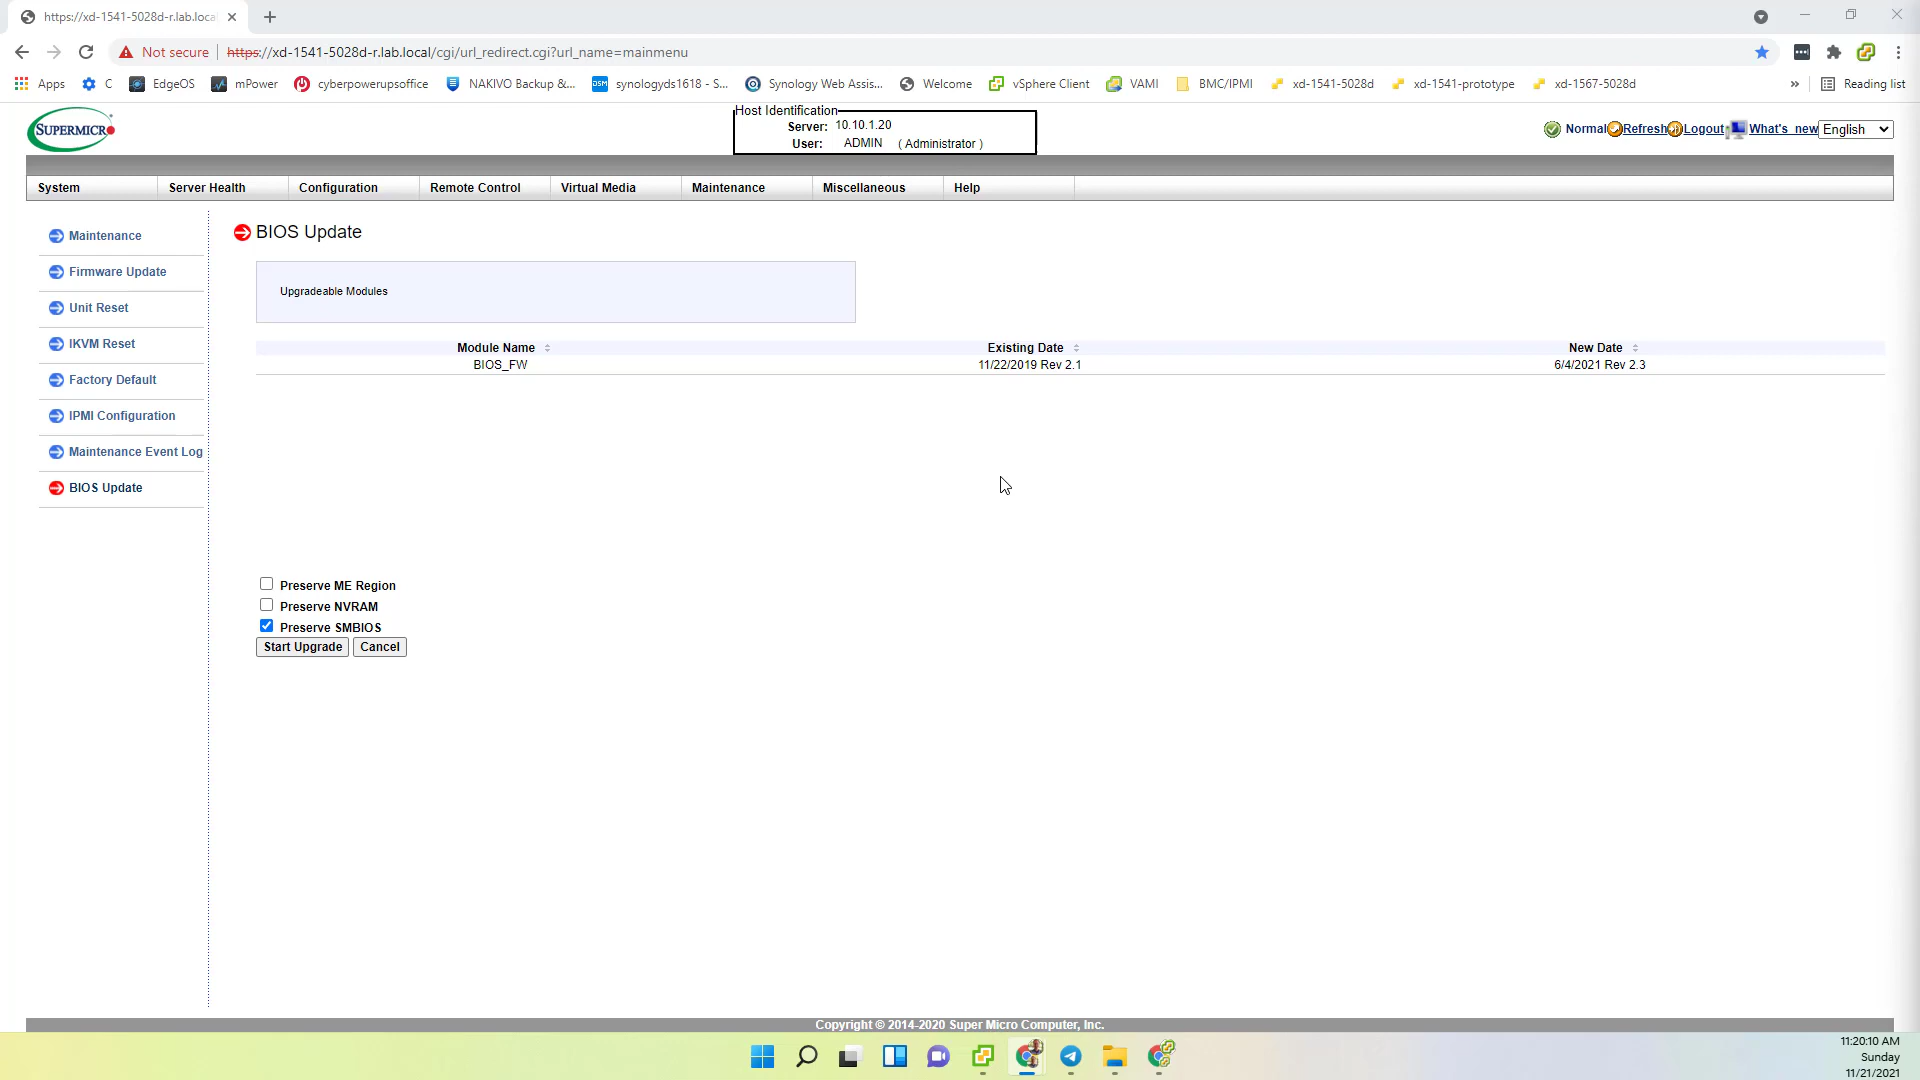 https://xd-1541-5028d-r.lab.loca
Not secure
https://xd-1541-5028d-r.lab.local/cgi/url_redirect.cgi?url_name=mainmenu
Apps C EdgeOS mPower cyberpowerupsoffice NAKIVO Backup &... DSM synologyds1618 - S... Synology Web Assis... Welcome vSphere Client VAMI BMC/IPMI xd-1541-5028d xd-1541-prototype xd-1567-5028d » Reading list
SUPERMICR
Host Identification
Server: 10.10.1.20
User: ADMIN ( Administrator )
Normal Refresh Logout What's new English
System Server Health Configuration Remote Control Virtual Media Maintenance Miscellaneous Help
Maintenance
Firmware Update
Unit Reset
IKVM Reset
Factory Default
IPMI Configuration
Maintenance Event Log
BIOS Update
BIOS Update
Upgradeable Modules
Module Name Existing Date New Date
BIOS_FW 11/22/2019 Rev 2.1 6/4/2021 Rev 2.3
Preserve ME Region
Preserve NVRAM
Preserve SMBIOS
Start Upgrade Cancel
Copyright © 2014-2020 Super Micro Computer, Inc.
11:20:10 AM
Sunday
11/21/2021